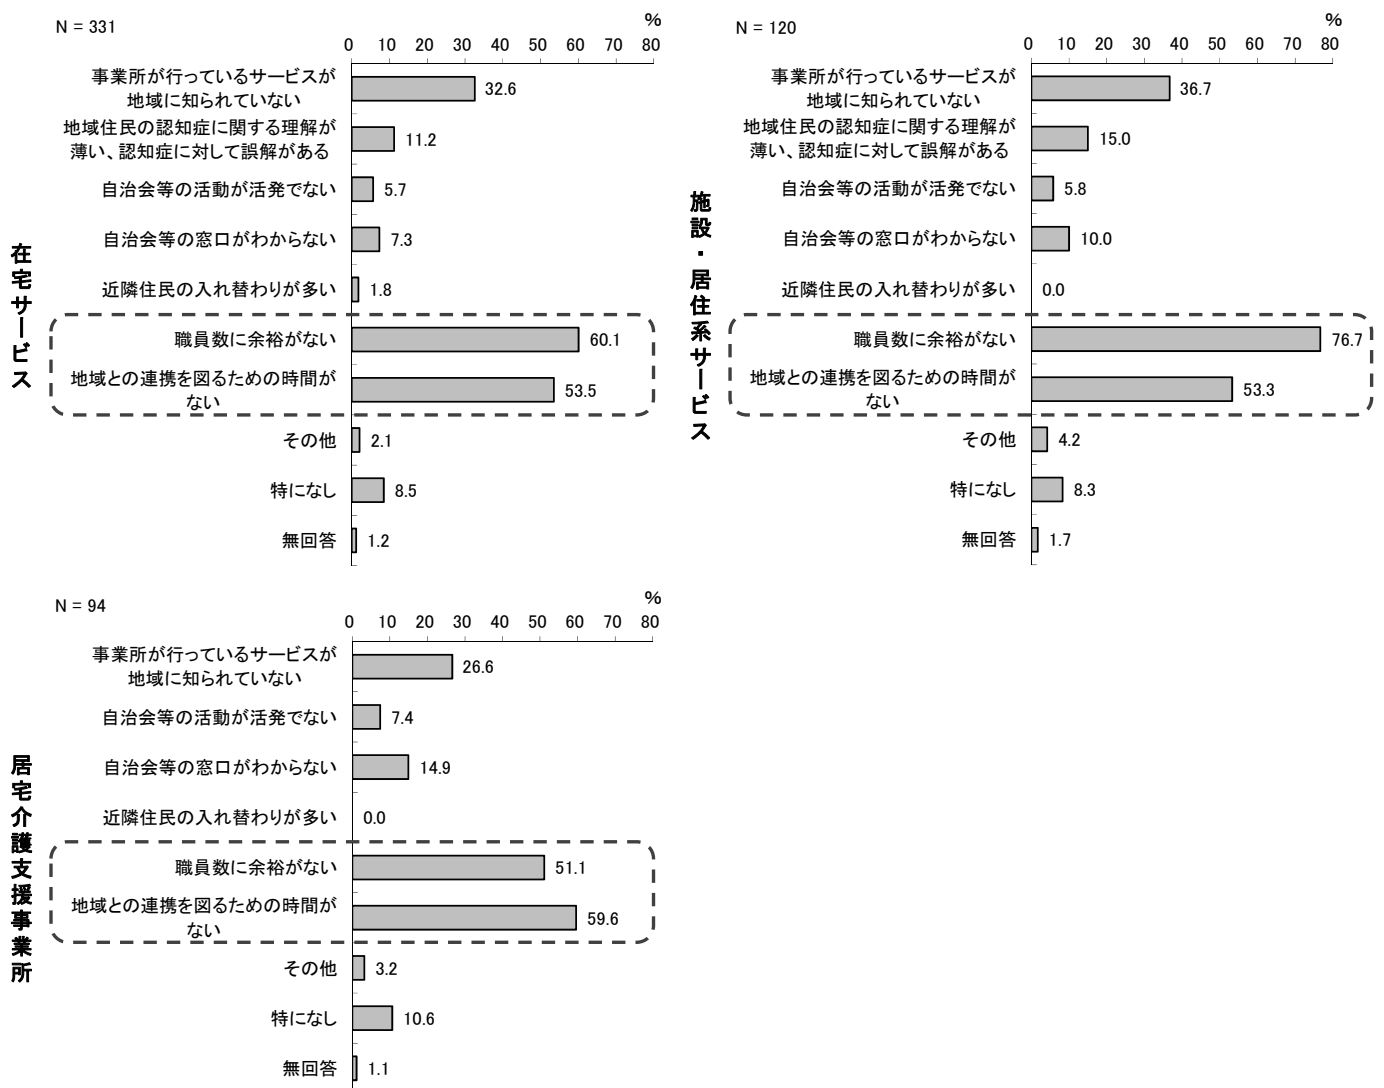 在宅サービス
N = 331
%
0 10 20 30 40 50 60 70 80
事業所が行っているサービスが
地域に知られていない
32.6
地域住民の認知症に関する理解が
薄い、認知症に対して誤解がある
11.2
自治会等の活動が活発でない
5.7
自治会等の窓口がわからない
7.3
近隣住民の入れ替わりが多い
1.8
職員数に余裕がない
60.1
地域との連携を図るための時間が
ない
53.5
その他
2.1
特になし
8.5
無回答
1.2
施設・居住系サービス
N = 120
%
0 10 20 30 40 50 60 70 80
事業所が行っているサービスが
地域に知られていない
36.7
地域住民の認知症に関する理解が
薄い、認知症に対して誤解がある
15.0
自治会等の活動が活発でない
5.8
自治会等の窓口がわからない
10.0
近隣住民の入れ替わりが多い
0.0
職員数に余裕がない
76.7
地域との連携を図るための時間が
ない
53.3
その他
4.2
特になし
8.3
無回答
1.7
居宅介護支援事業所
N = 94
%
0 10 20 30 40 50 60 70 80
事業所が行っているサービスが
地域に知られていない
26.6
自治会等の活動が活発でない
7.4
自治会等の窓口がわからない
14.9
近隣住民の入れ替わりが多い
0.0
職員数に余裕がない
51.1
地域との連携を図るための時間が
ない
59.6
その他
3.2
特になし
10.6
無回答
1.1